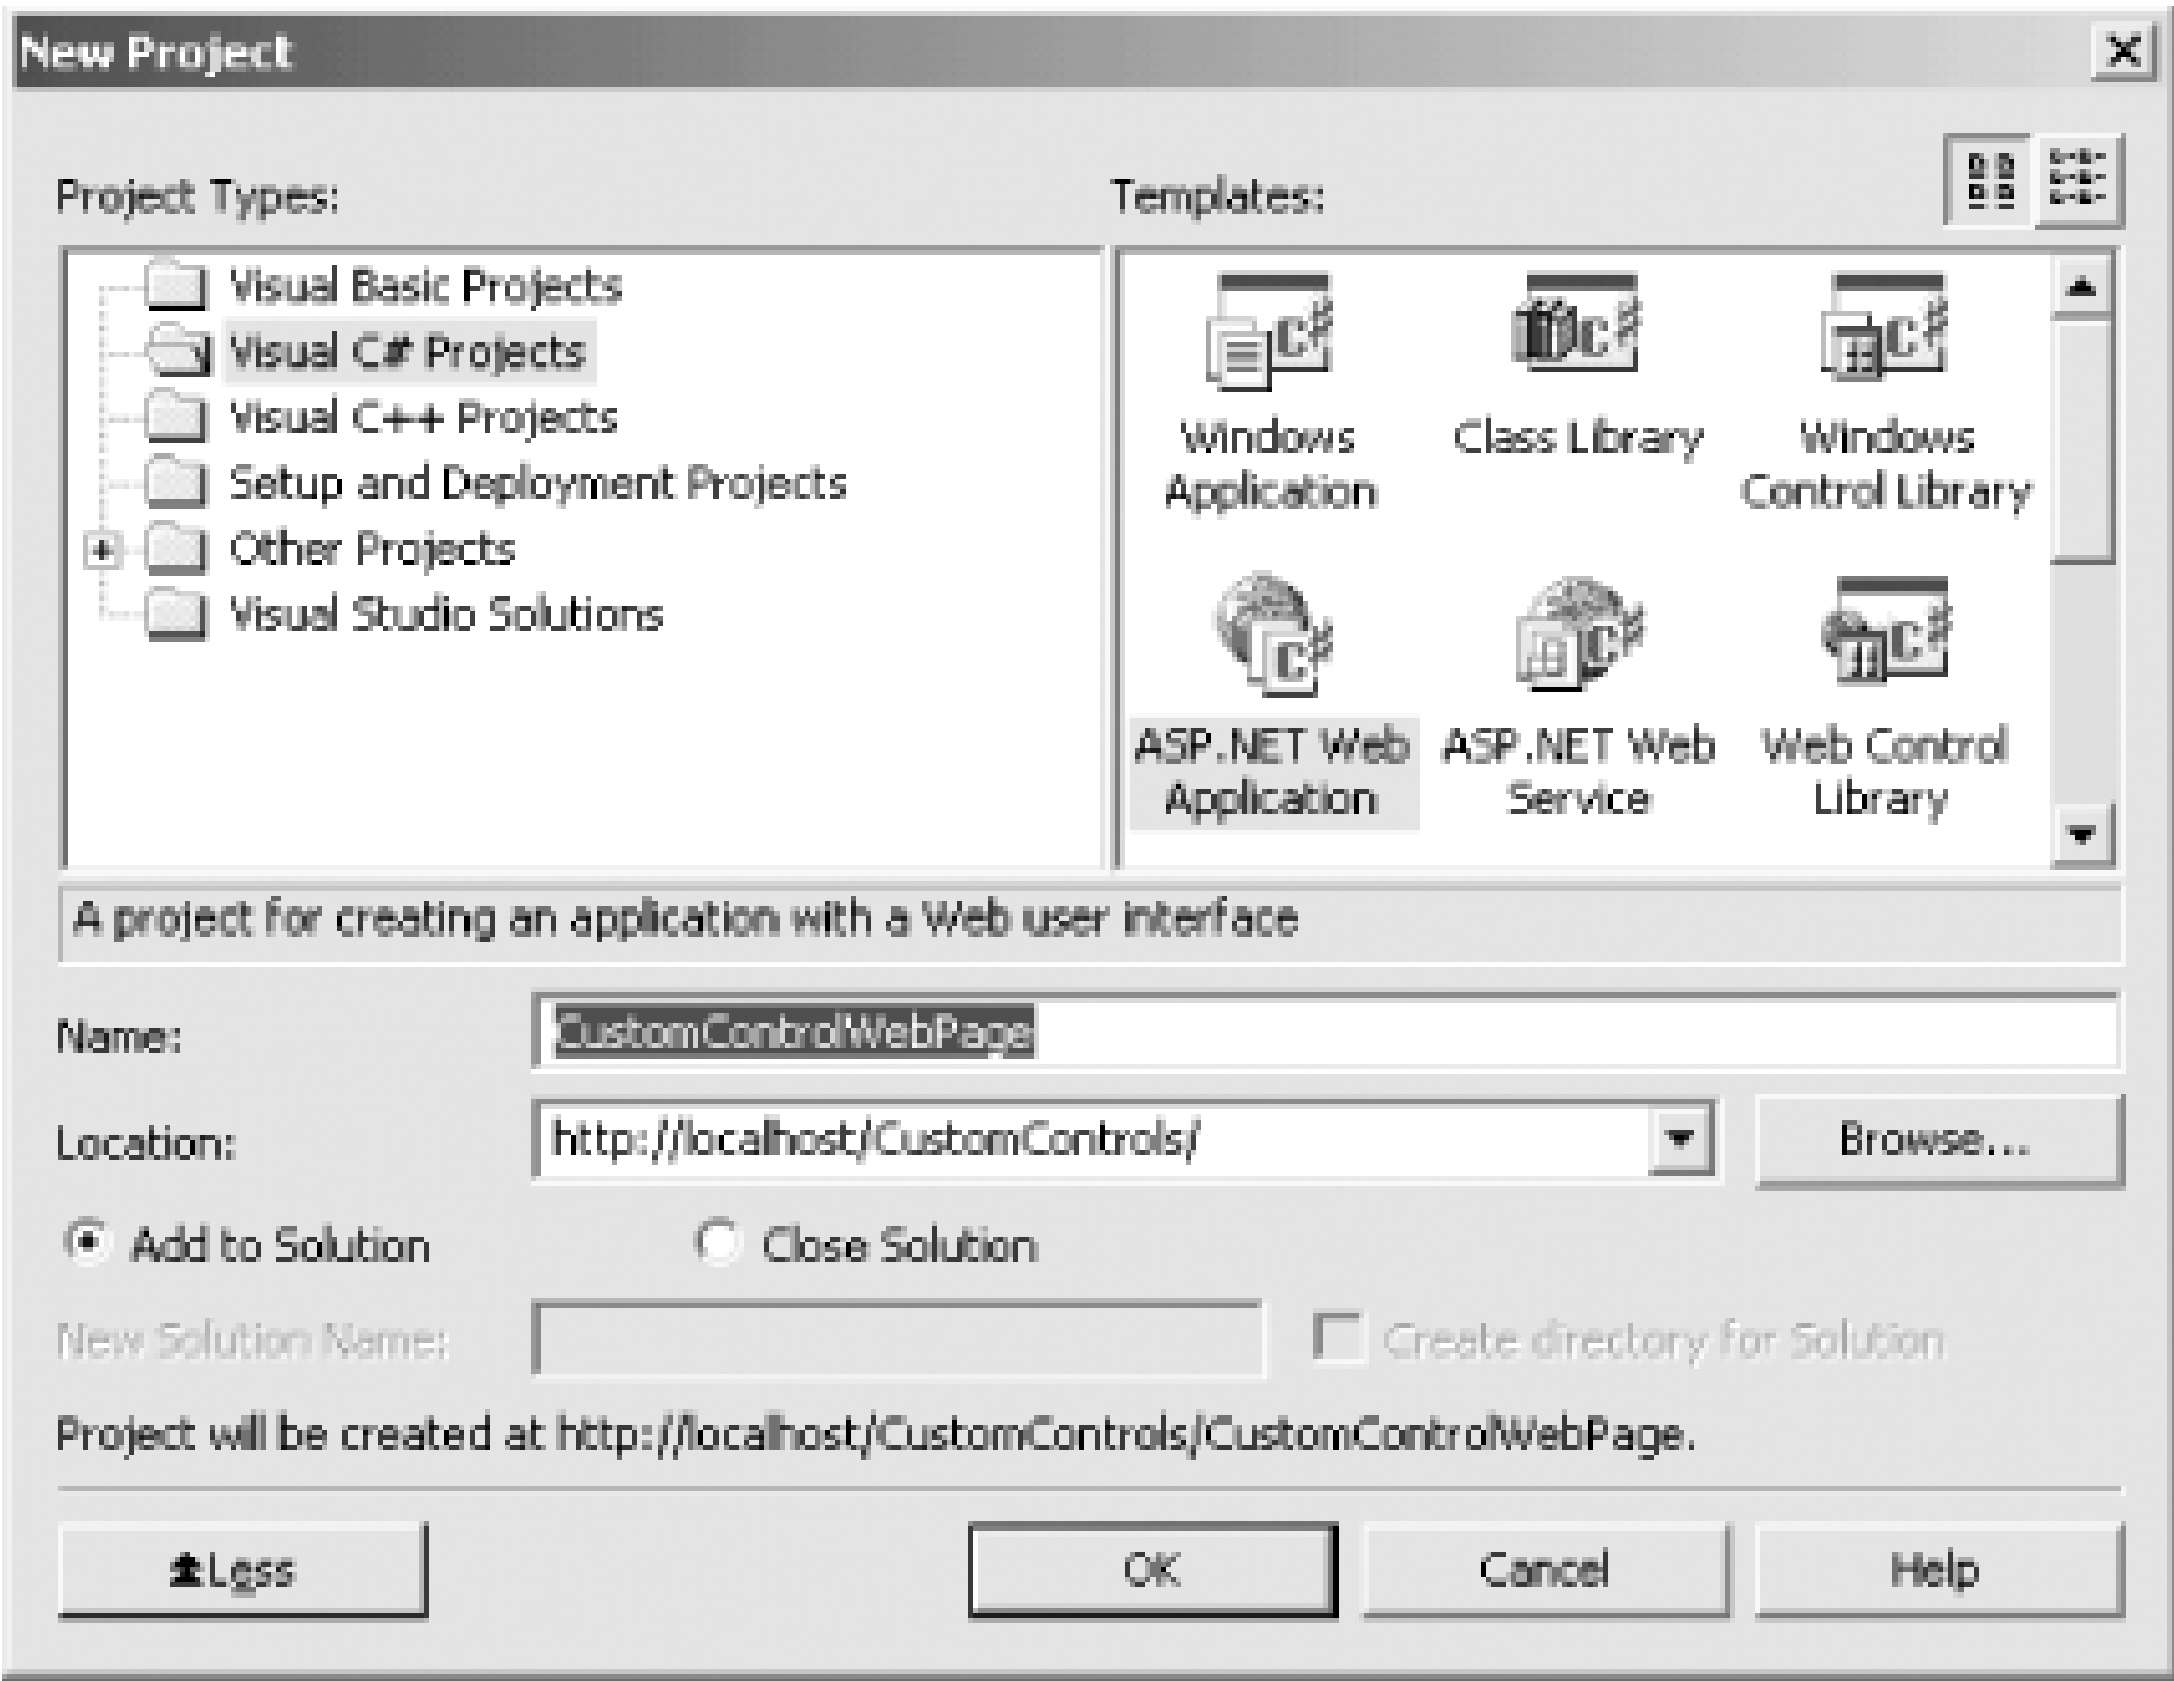 New Project
Project Types:
Templates:
Visual Basic Projects
Visual C# Projects
Visual C++ Projects
Setup and Deployment Projects
Other Projects
Visual Studio Solutions
Windows
Application
Class Library
Windows
Control Library
ASP.NET Web
Application
ASP.NET Web
Service
Web Control
Library
A project for creating an application with a Web user interface
Name:
CustomControlWebPage
Location:
http://localhost/CustomControls/
Browse...
Add to Solution
Close Solution
New Solution Name:
Create directory for Solution
Project will be created at http://localhost/CustomControls/CustomControlWebPage.
Less
OK
Cancel
Help